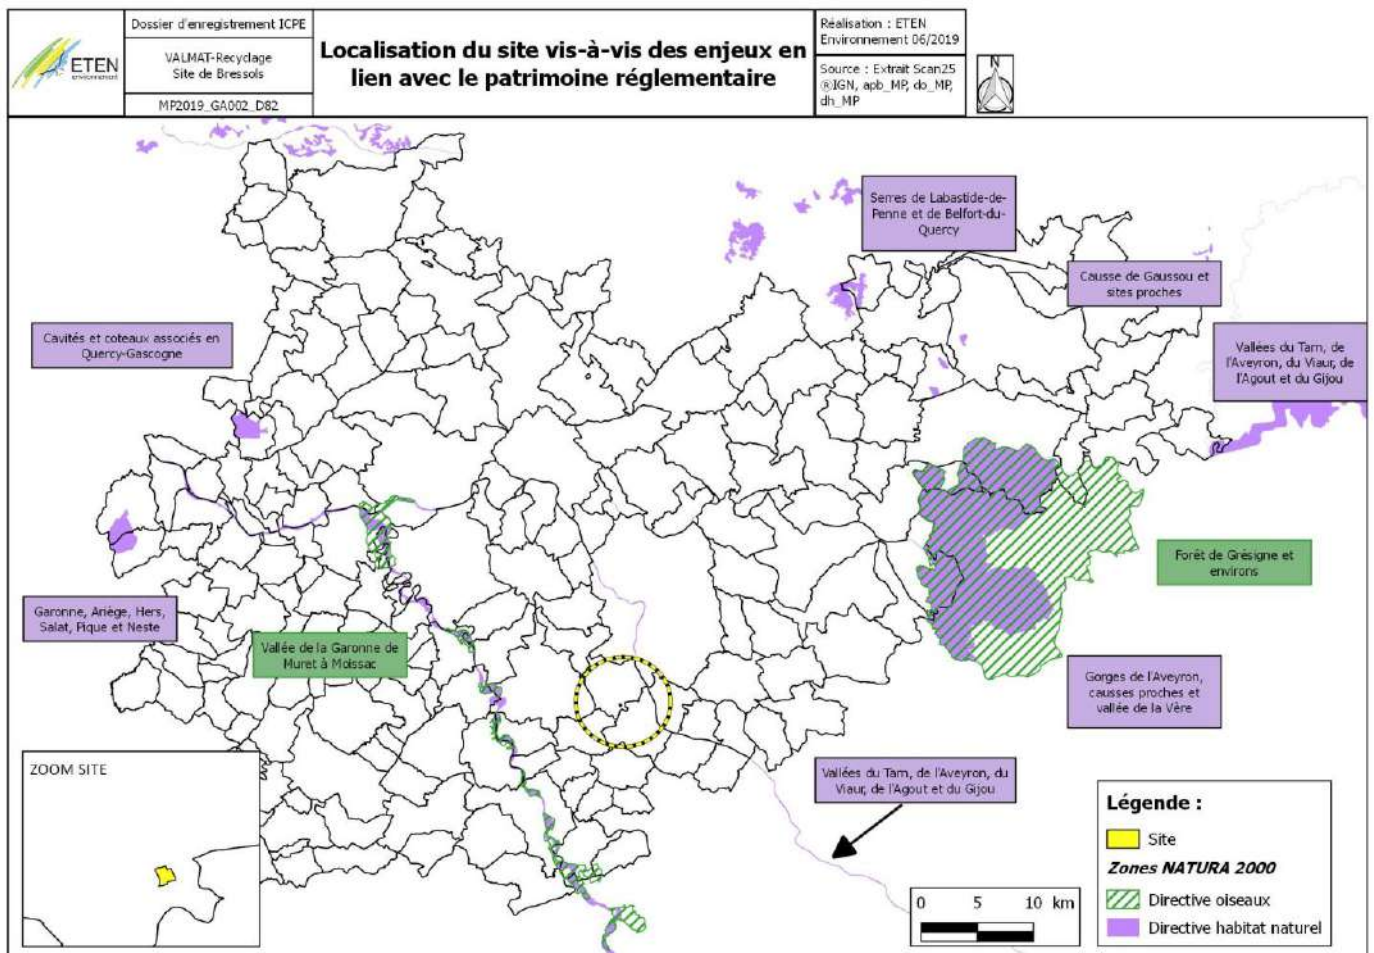 ETEN
environnement
Dossier d'enregistrement ICPE
VALMAT-Recyclage
Site de Bressols
MP2019_GA002_D82
Localisation du site vis-à-vis des enjeux en
lien avec le patrimoine réglementaire
Réalisation : ETEN
Environnement 06/2019
Source : Extrait Scan25
®IGN, apb_MP, do_MP,
dh_MP
N
Serres de Labastide-de-
Penne et de Belfort-du-
Quercy
Causse de Gaussou et
sites proches
Cavités et coteaux associés en
Quercy-Gascogne
Vallées du Tarn, de
l'Aveyron, du Viaur, de
l'Agout et du Gijou
Forêt de Grésigne et
environs
Garonne, Ariège, Hers,
Salat, Pique et Neste
Vallée de la Garonne de
Muret à Moissac
Gorges de l'Aveyron,
causses proches et
vallée de la Vère
ZOOM SITE
Vallées du Tarn, de l'Aveyron, du
Viaur, de l'Agout et du Gijou
0 5 10 km
Légende :
Site
Zones NATURA 2000
Directive oiseaux
Directive habitat naturel